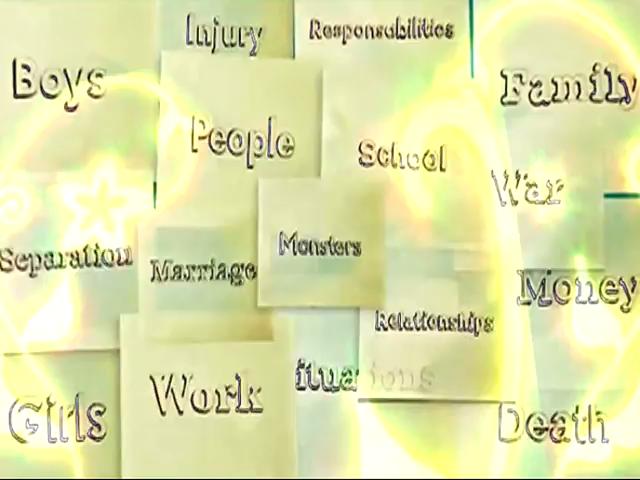 Injury
Responsabilities
Boys
Family
People
School
War
Separation
Marriage
Monsters
Money
Relationships
Work
Girls
Death